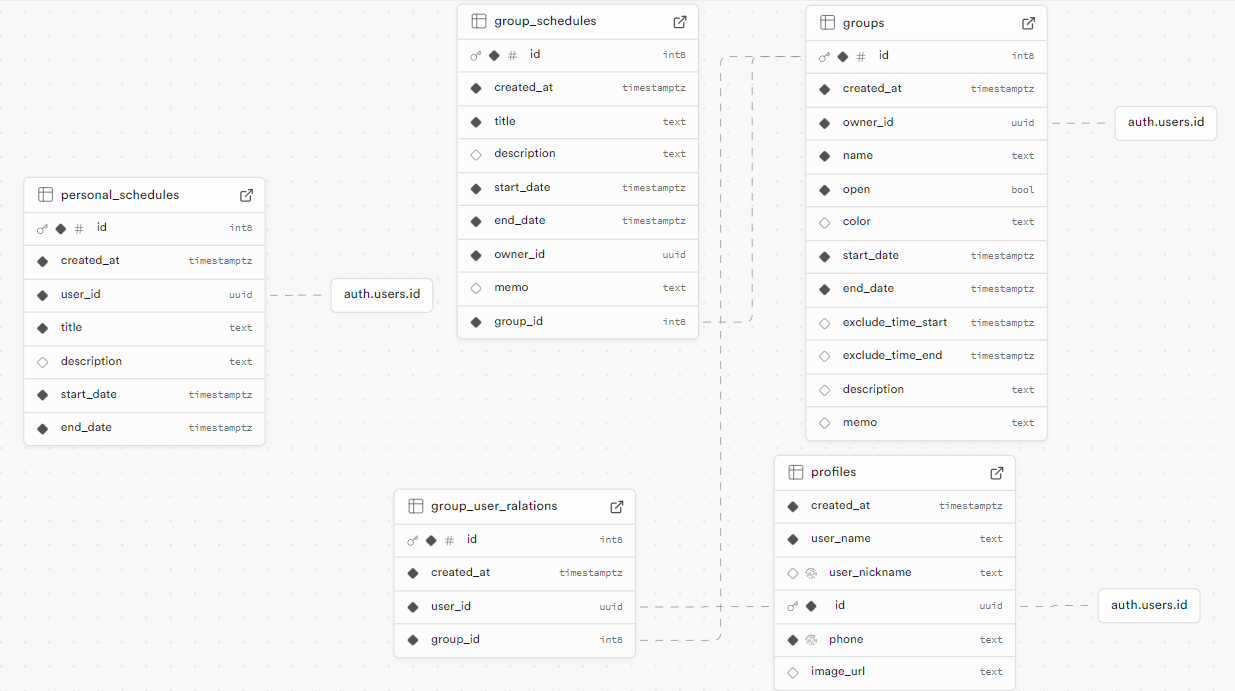 group_schedules
# id int8
created_at timestamptz
title text
description text
start_date timestamptz
end_date timestamptz
owner_id uuid
memo text
group_id int8
groups
# id int8
created_at timestamptz
owner_id uuid
name text
open bool
color text
start_date timestamptz
end_date timestamptz
exclude_time_start timestamptz
exclude_time_end timestamptz
description text
memo text
auth.users.id
personal_schedules
# id int8
created_at timestamptz
user_id uuid
title text
description text
start_date timestamptz
end_date timestamptz
auth.users.id
group_user_ralations
# id int8
created_at timestamptz
user_id uuid
group_id int8
profiles
created_at timestamptz
user_name text
user_nickname text
id uuid
phone text
image_url text
auth.users.id